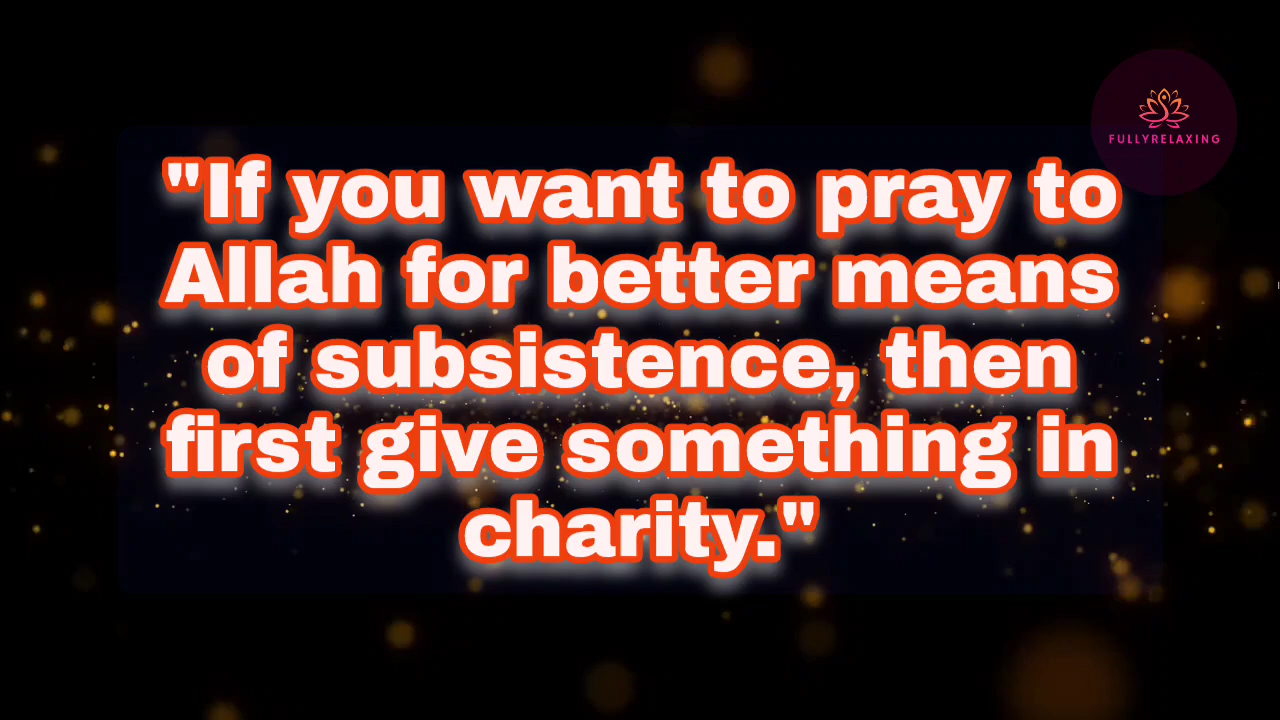 FULLYRELAXING
"If you want to pray to
Allah for better means
of subsistence, then
first give something in
charity."